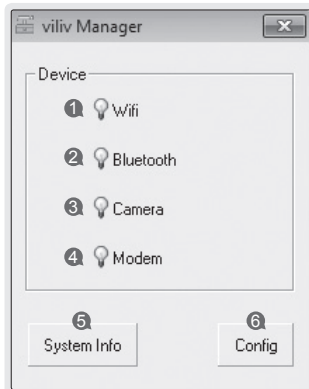 viliv Manager
Device
1 Wifi
2 Bluetooth
3 Camera
4 Modem
5 6
System Info Config